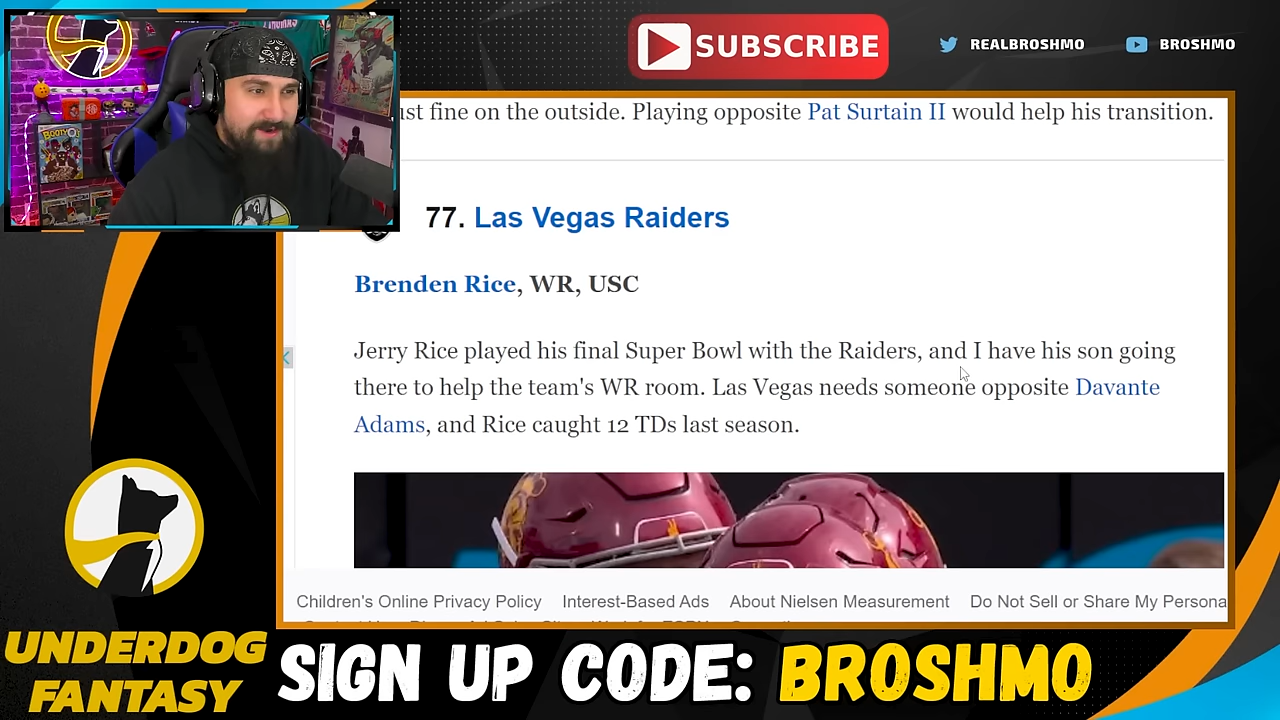 SUBSCRIBE
REALBROSHMO
BROSHMO
ust fine on the outside. Playing opposite Pat Surtain II would help his transition.
77. Las Vegas Raiders
Brenden Rice, WR, USC
Jerry Rice played his final Super Bowl with the Raiders, and I have his son going
there to help the team's WR room. Las Vegas needs someone opposite Davante
Adams, and Rice caught 12 TDs last season.
Children's Online Privacy Policy Interest-Based Ads About Nielsen Measurement Do Not Sell or Share My Persona
UNDERDOG
FANTASY
SIGN UP CODE: BROSHMO